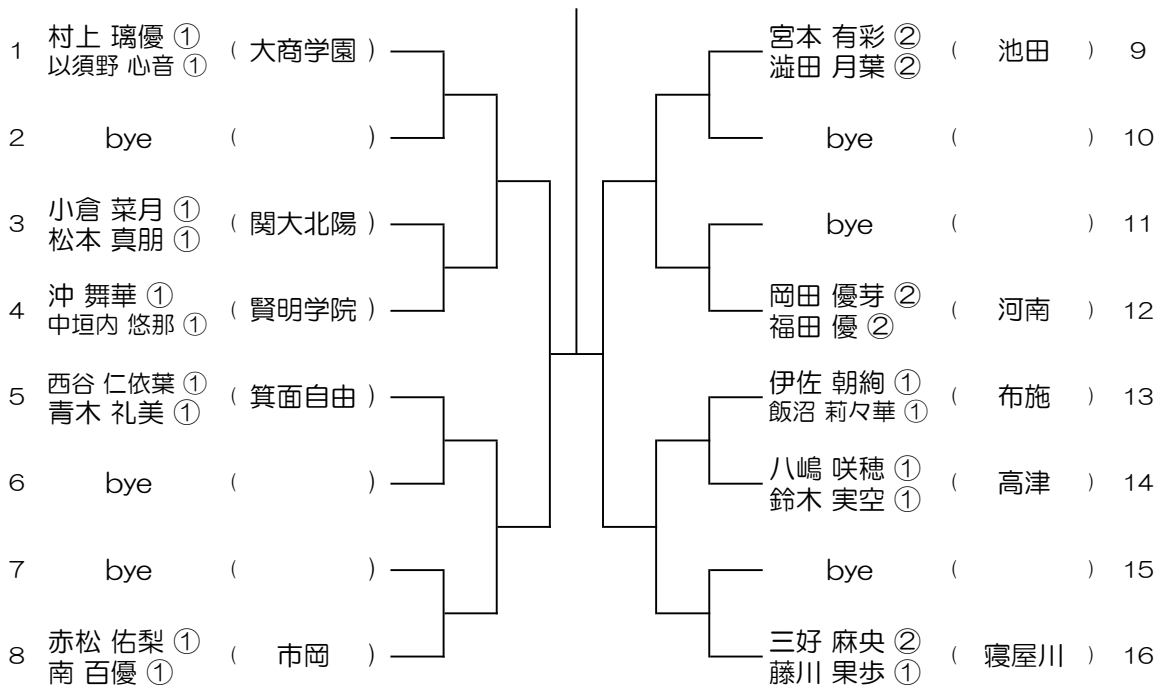 1 村上 璃優 ① ( 大商学園 )
以須野 心音 ①
2 bye ( )
3 小倉 菜月 ① ( 関大北陽 )
松本 真朋 ①
4 沖 舞華 ① ( 賢明学院 )
中垣内 悠那 ①
5 西谷 仁依葉 ① ( 箕面自由 )
青木 礼美 ①
6 bye ( )
7 bye ( )
8 赤松 佑梨 ① ( 市岡 )
南 百優 ①
宮本 有彩 ② ( 池田 ) 9
澁田 月葉 ②
bye ( ) 10
bye ( ) 11
岡田 優芽 ② ( 河南 ) 12
福田 優 ②
伊佐 朝絢 ① ( 布施 ) 13
飯沼 莉々華 ①
八嶋 咲穂 ① ( 高津 ) 14
鈴木 実空 ①
bye ( ) 15
三好 麻央 ② ( 寝屋川 ) 16
藤川 果歩 ①